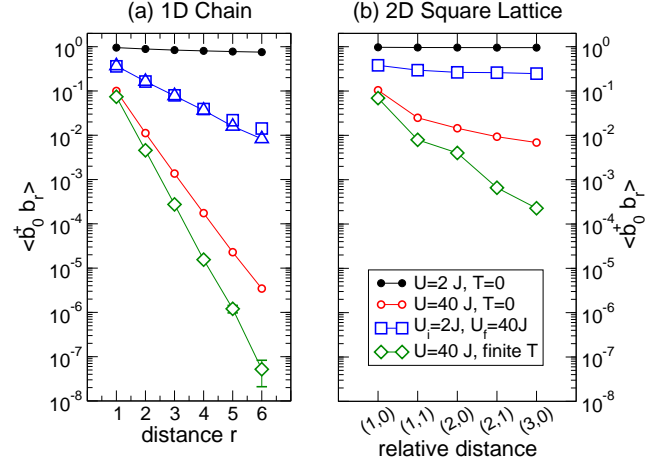 (a) 1D Chain
(b) 2D Square Lattice
10^0
10^-1
10^-2
10^-3
10^-4
10^-5
10^-6
10^-7
10^-8
<b_0^+ b_r>
1 2 3 4 5 6
distance r
10^0
10^-1
10^-2
10^-3
10^-4
10^-5
10^-6
10^-7
10^-8
<b_0^+ b_r>
U=2 J, T=0
U=40 J, T=0
U_i=2J, U_f=40J
U=40 J, finite T
(1,0) (1,1) (2,0) (2,1) (3,0)
relative distance